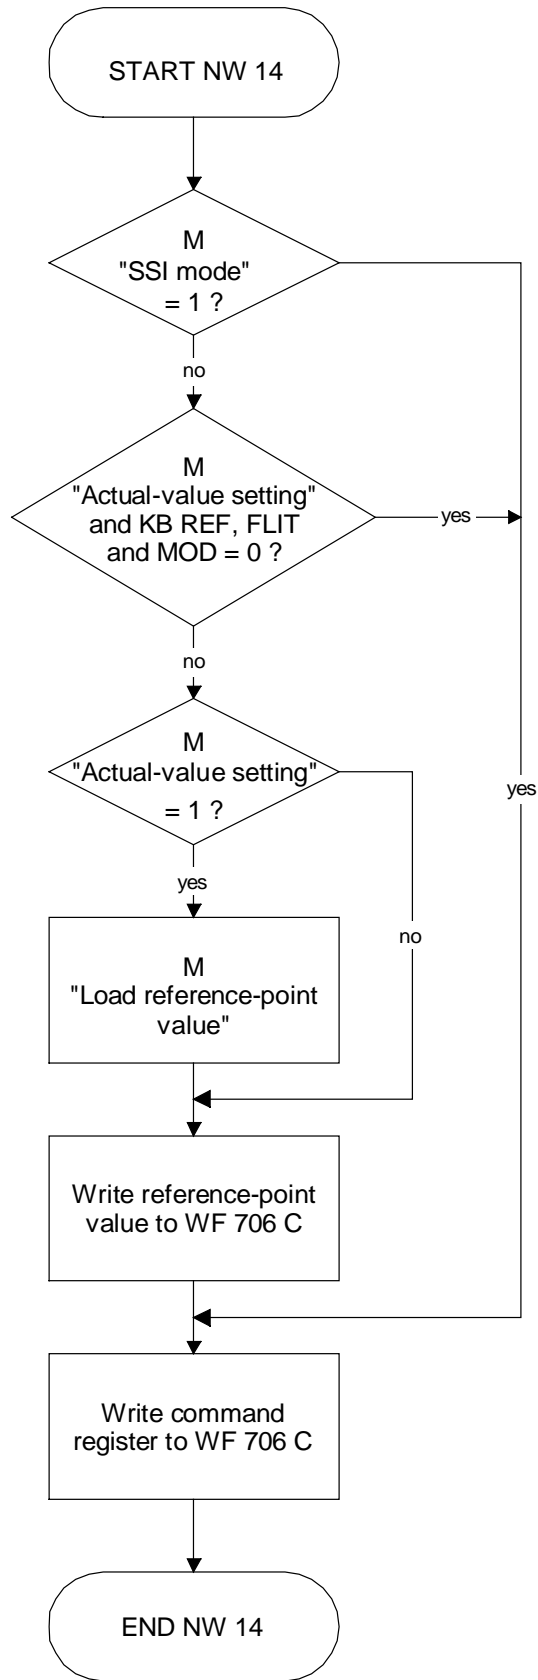 START NW 14
M
"SSI mode"
= 1 ?
no
M
"Actual-value setting"
and KB REF, FLIT
and MOD = 0 ?
yes
no
M
"Actual-value setting"
= 1 ?
yes
yes
no
M
"Load reference-point
value"
Write reference-point
value to WF 706 C
Write command
register to WF 706 C
END NW 14